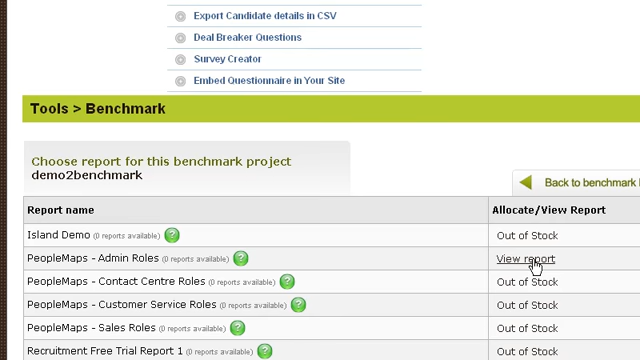 Export Candidate details in CSV
Deal Breaker Questions
Survey Creator
Embed Questionnaire in Your Site
Tools > Benchmark
Choose report for this benchmark project
demo2benchmark
Back to benchmark
Report name Allocate/View Report
Island Demo (0 reports available) ? Out of Stock
PeopleMaps - Admin Roles (0 reports available) ? View report
PeopleMaps - Contact Centre Roles (0 reports available) ? Out of Stock
PeopleMaps - Customer Service Roles (0 reports available) ? Out of Stock
PeopleMaps - Sales Roles (0 reports available) ? Out of Stock
Recruitment Free Trial Report 1 (0 reports available) ? Out of Stock